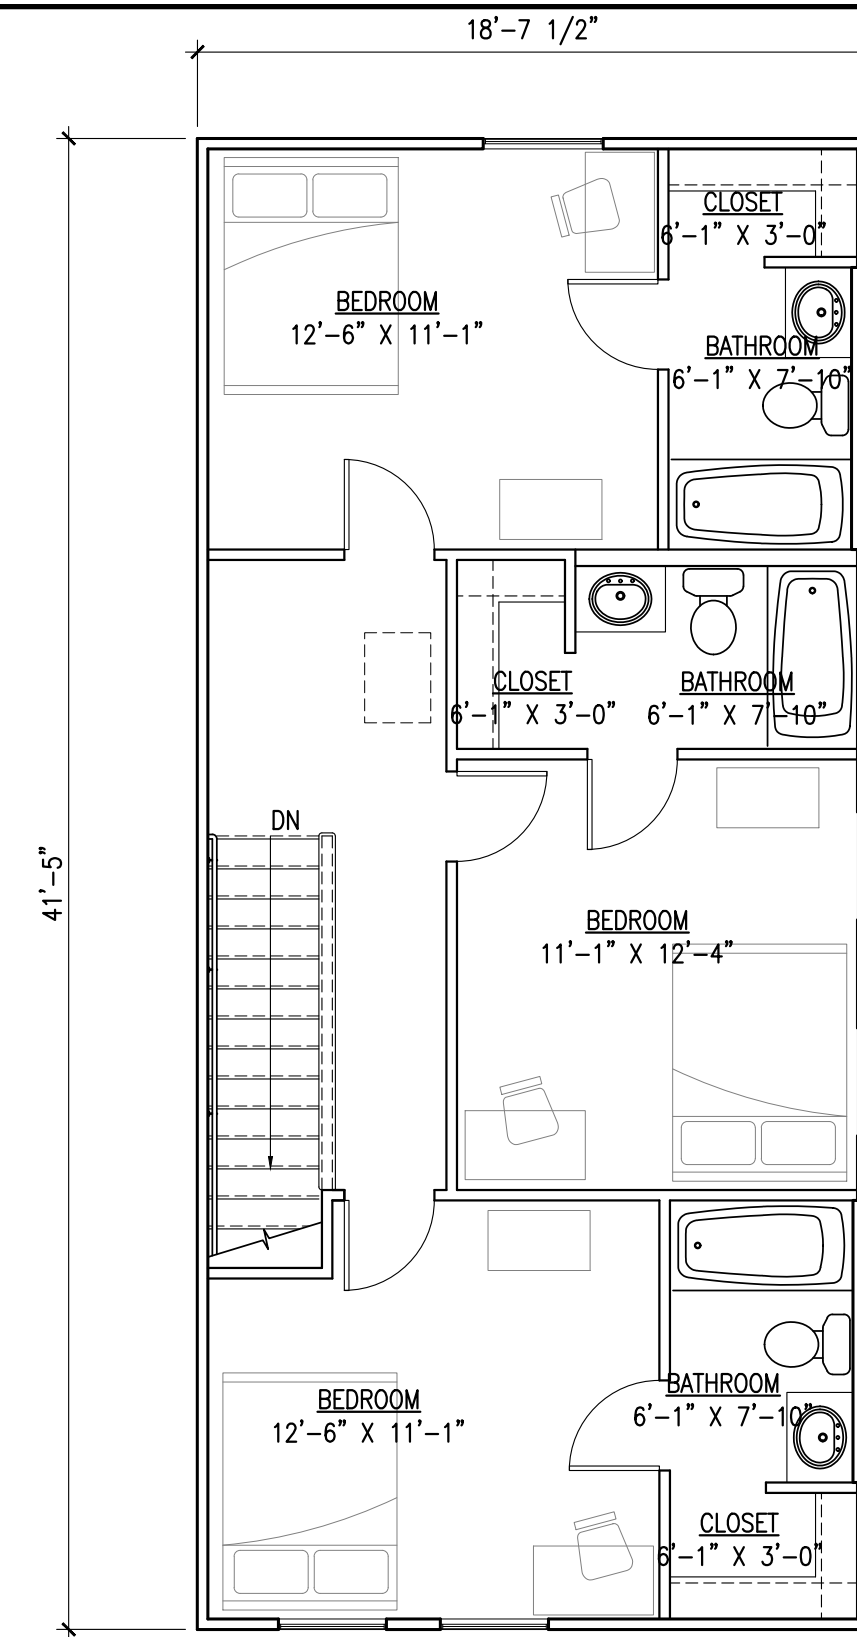 18'-7 1/2"
CLOSET
6'-1" X 3'-0"
BEDROOM
12'-6" X 11'-1"
BATHROOM
6'-1" X 7'-10"
CLOSET
6'-1" X 3'-0"
BATHROOM
6'-1" X 7'-10"
DN
41'-5"
BEDROOM
11'-1" X 12'-4"
BATHROOM
6'-1" X 7'-10"
BEDROOM
12'-6" X 11'-1"
CLOSET
6'-1" X 3'-0"